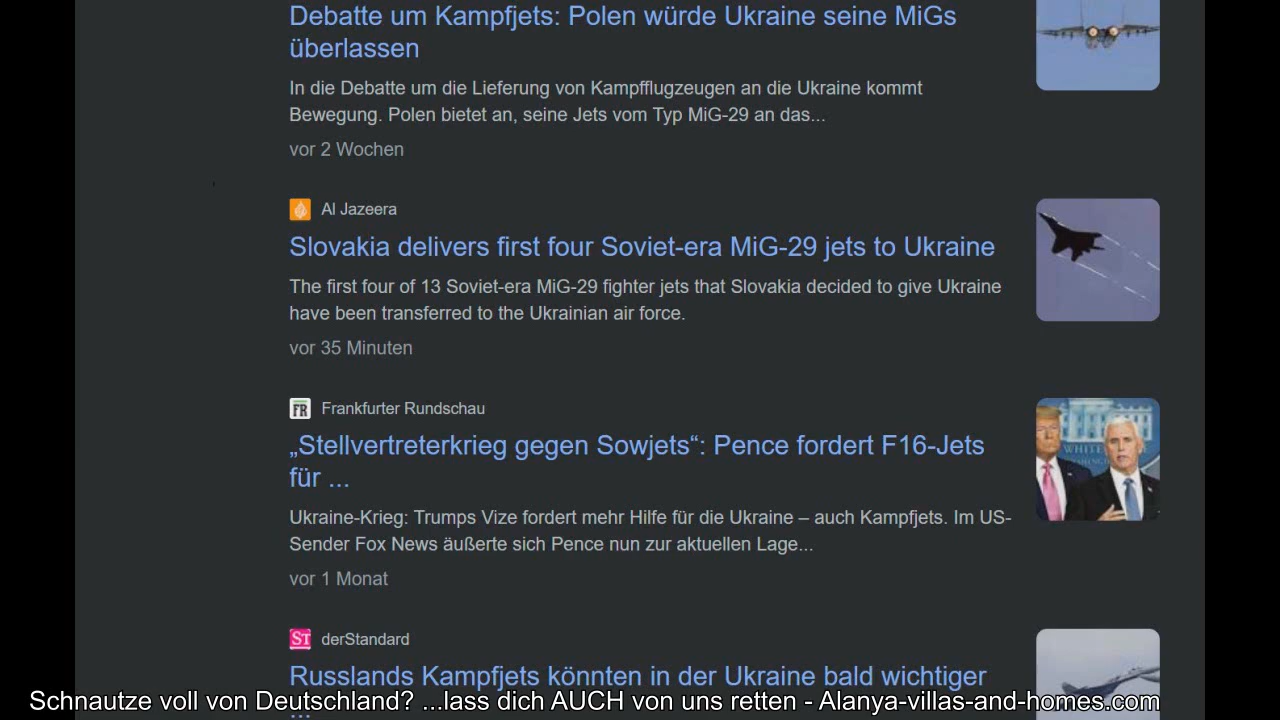 Debatte um Kampfjets: Polen würde Ukraine seine MiGs
überlassen
In die Debatte um die Lieferung von Kampfflugzeugen an die Ukraine kommt
Bewegung. Polen bietet an, seine Jets vom Typ MiG-29 an das...
vor 2 Wochen
Al Jazeera
Slovakia delivers first four Soviet-era MiG-29 jets to Ukraine
The first four of 13 Soviet-era MiG-29 fighter jets that Slovakia decided to give Ukraine
have been transferred to the Ukrainian air force.
vor 35 Minuten
FR Frankfurter Rundschau
„Stellvertreterkrieg gegen Sowjets“: Pence fordert F16-Jets
für ...
Ukraine-Krieg: Trumps Vize fordert mehr Hilfe für die Ukraine – auch Kampfjets. Im US-
Sender Fox News äußerte sich Pence nun zur aktuellen Lage...
vor 1 Monat
ST derStandard
Russlands Kampfjets könnten in der Ukraine bald wichtiger
...
Schnautze voll von Deutschland? ...lass dich AUCH von uns retten - Alanya-villas-and-homes.com